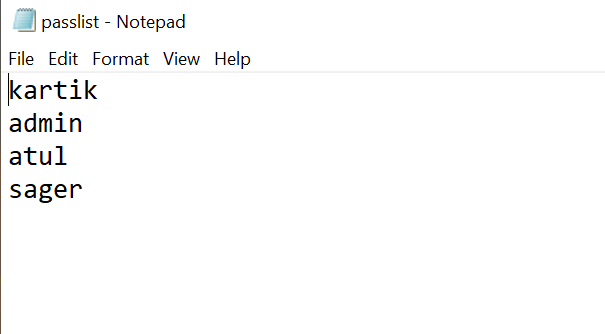 passlist - Notepad
File Edit Format View Help
kartik
admin
atul
sager